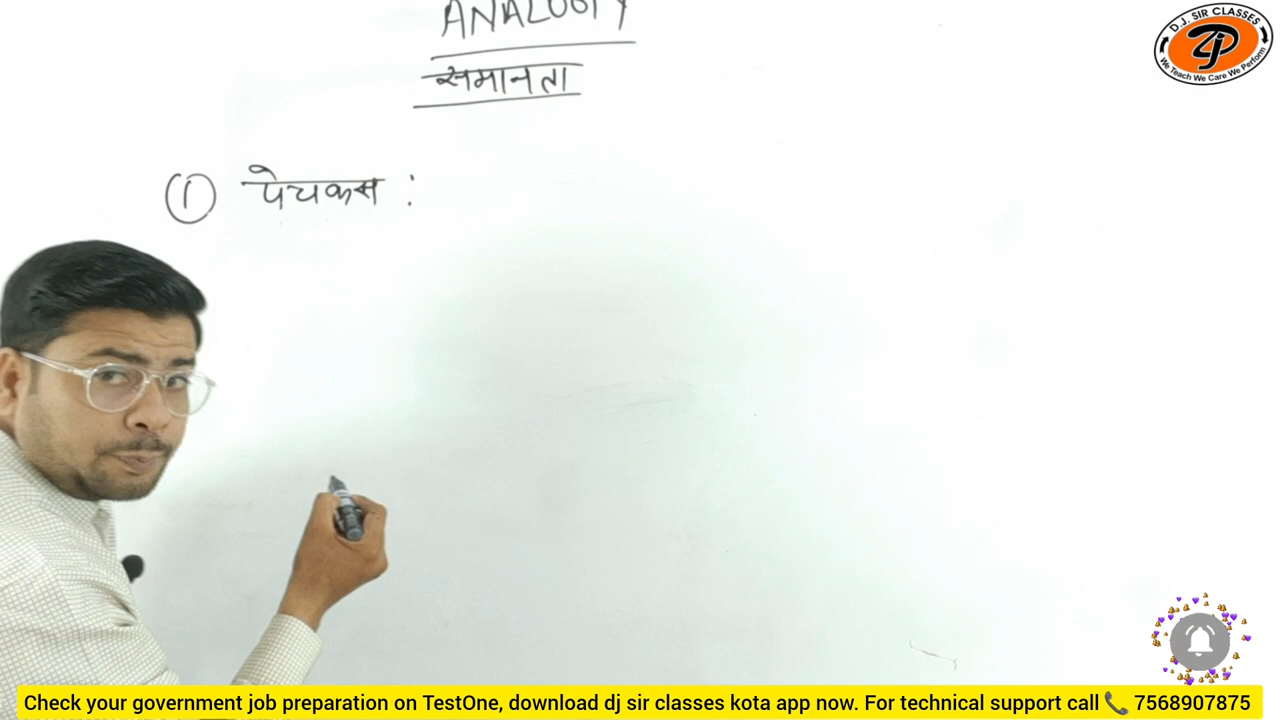 ANALOGY
समानता
① पेचकस :
D.J. SIR CLASSES
We Teach We Care We Perform
Check your government job preparation on TestOne, download dj sir classes kota app now. For technical support call 📞 7568907875